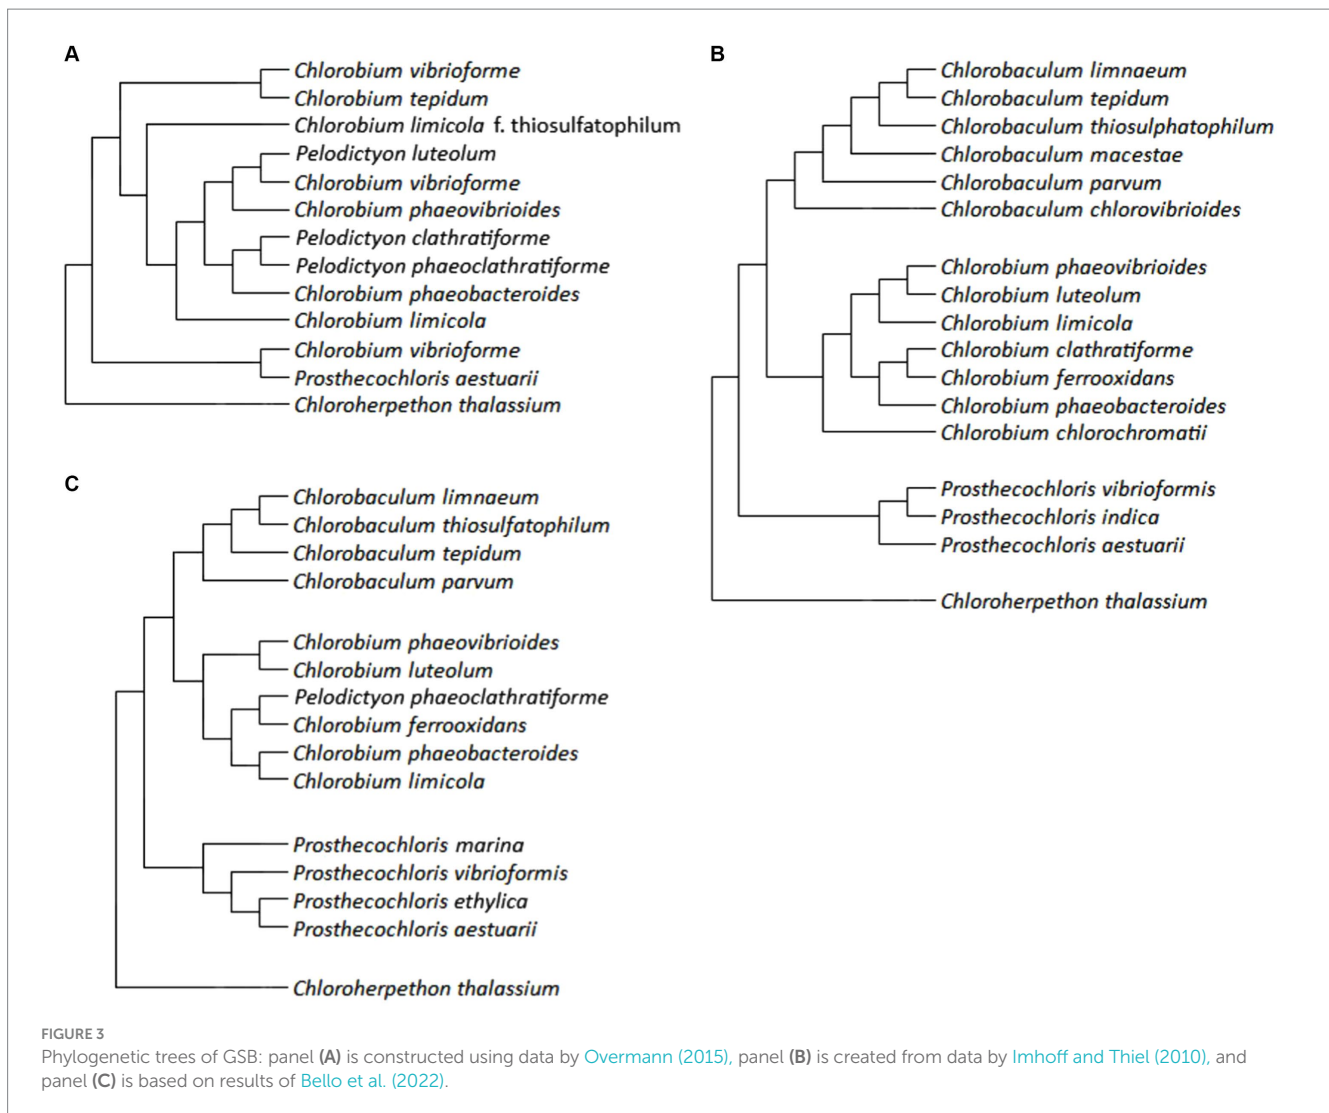 A
Chlorobium vibrioforme
Chlorobium tepidum
Chlorobium limicola f. thiosulfatophilum
Pelodictyon luteolum
Chlorobium vibrioforme
Chlorobium phaeovibrioides
Pelodictyon clathratiforme
Pelodictyon phaeoclathratiforme
Chlorobium phaeobacteroides
Chlorobium limicola
Chlorobium vibrioforme
Prosthecochloris aestuarii
Chloroherpethon thalassium
B
Chlorobaculum limnaeum
Chlorobaculum tepidum
Chlorobaculum thiosulphatophilum
Chlorobaculum macestae
Chlorobaculum parvum
Chlorobaculum chlorovibrioides
Chlorobium phaeovibrioides
Chlorobium luteolum
Chlorobium limicola
Chlorobium clathratiforme
Chlorobium ferrooxidans
Chlorobium phaeobacteroides
Chlorobium chlorochromatii
Prosthecochloris vibrioformis
Prosthecochloris indica
Prosthecochloris aestuarii
Chloroherpethon thalassium
C
Chlorobaculum limnaeum
Chlorobaculum thiosulfatophilum
Chlorobaculum tepidum
Chlorobaculum parvum
Chlorobium phaeovibrioides
Chlorobium luteolum
Pelodictyon phaeoclathratiforme
Chlorobium ferrooxidans
Chlorobium phaeobacteroides
Chlorobium limicola
Prosthecochloris marina
Prosthecochloris vibrioformis
Prosthecochloris ethylica
Prosthecochloris aestuarii
Chloroherpethon thalassium
FIGURE 3
Phylogenetic trees of GSB: panel (A) is constructed using data by Overmann (2015), panel (B) is created from data by Imhoff and Thiel (2010), and
panel (C) is based on results of Bello et al. (2022).